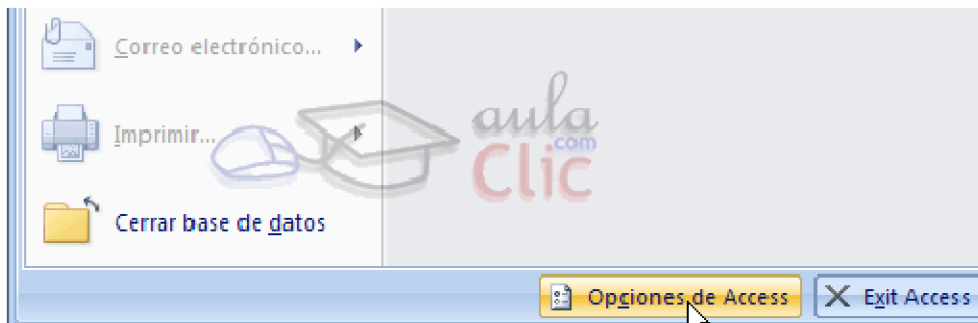 Correo electrónico...
Imprimir...
aula
.com
Clic
Cerrar base de datos
Opciones de Access
Exit Access